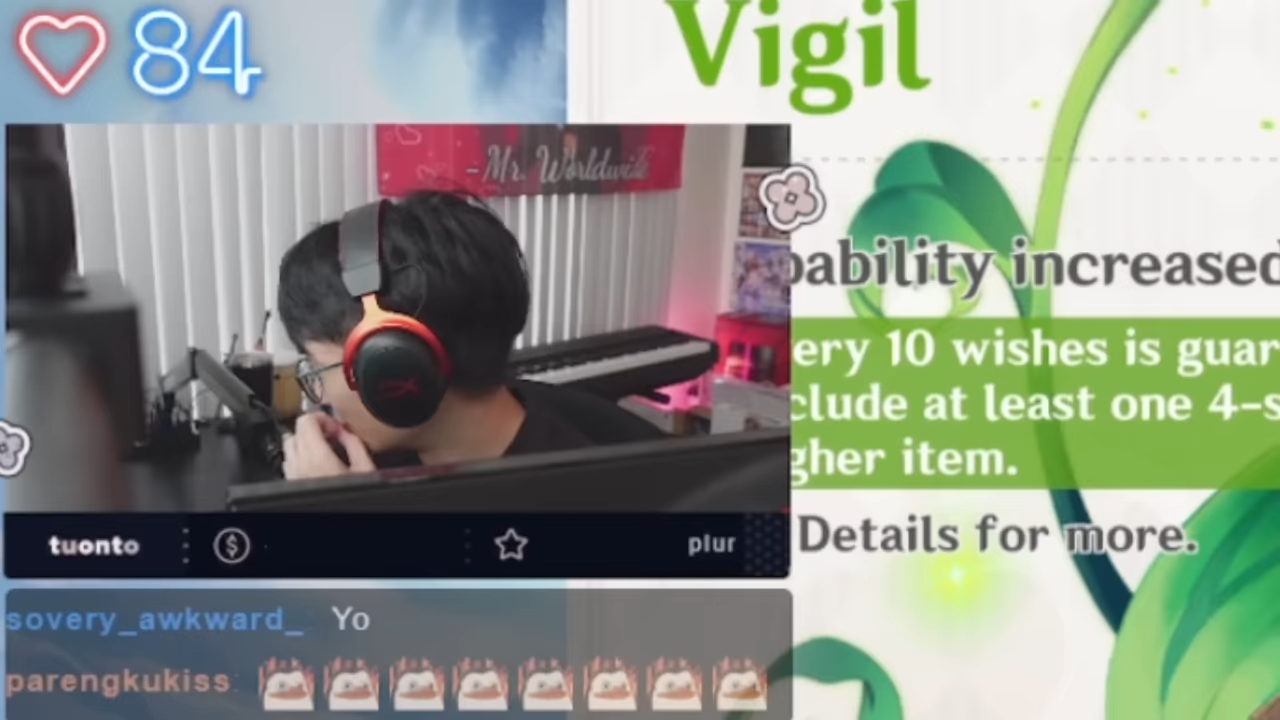 84
Vigil
-Mr. Worldwide
bability increased
ery 10 wishes is guar
clude at least one 4-s
gher item.
Details for more.
tuonto
plur
sovery_awkward_ Yo
parengkukiss: